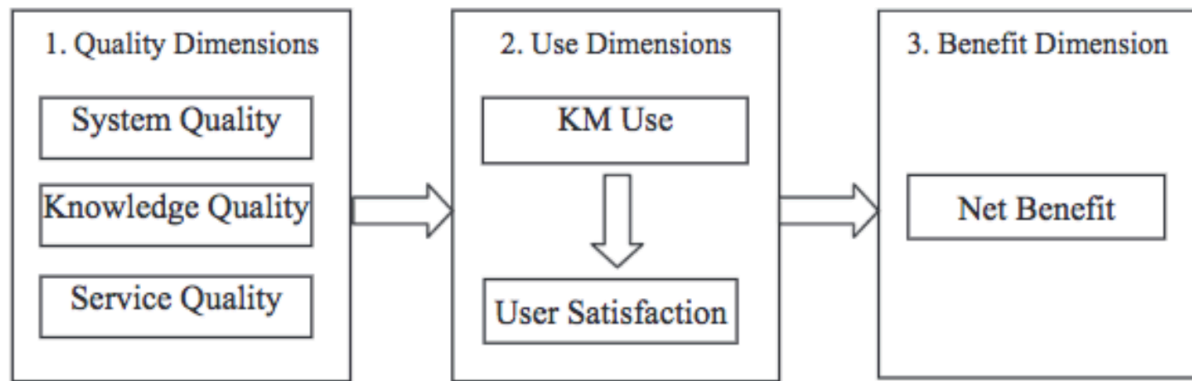 1. Quality Dimensions
System Quality
Knowledge Quality
Service Quality
2. Use Dimensions
KM Use
User Satisfaction
3. Benefit Dimension
Net Benefit